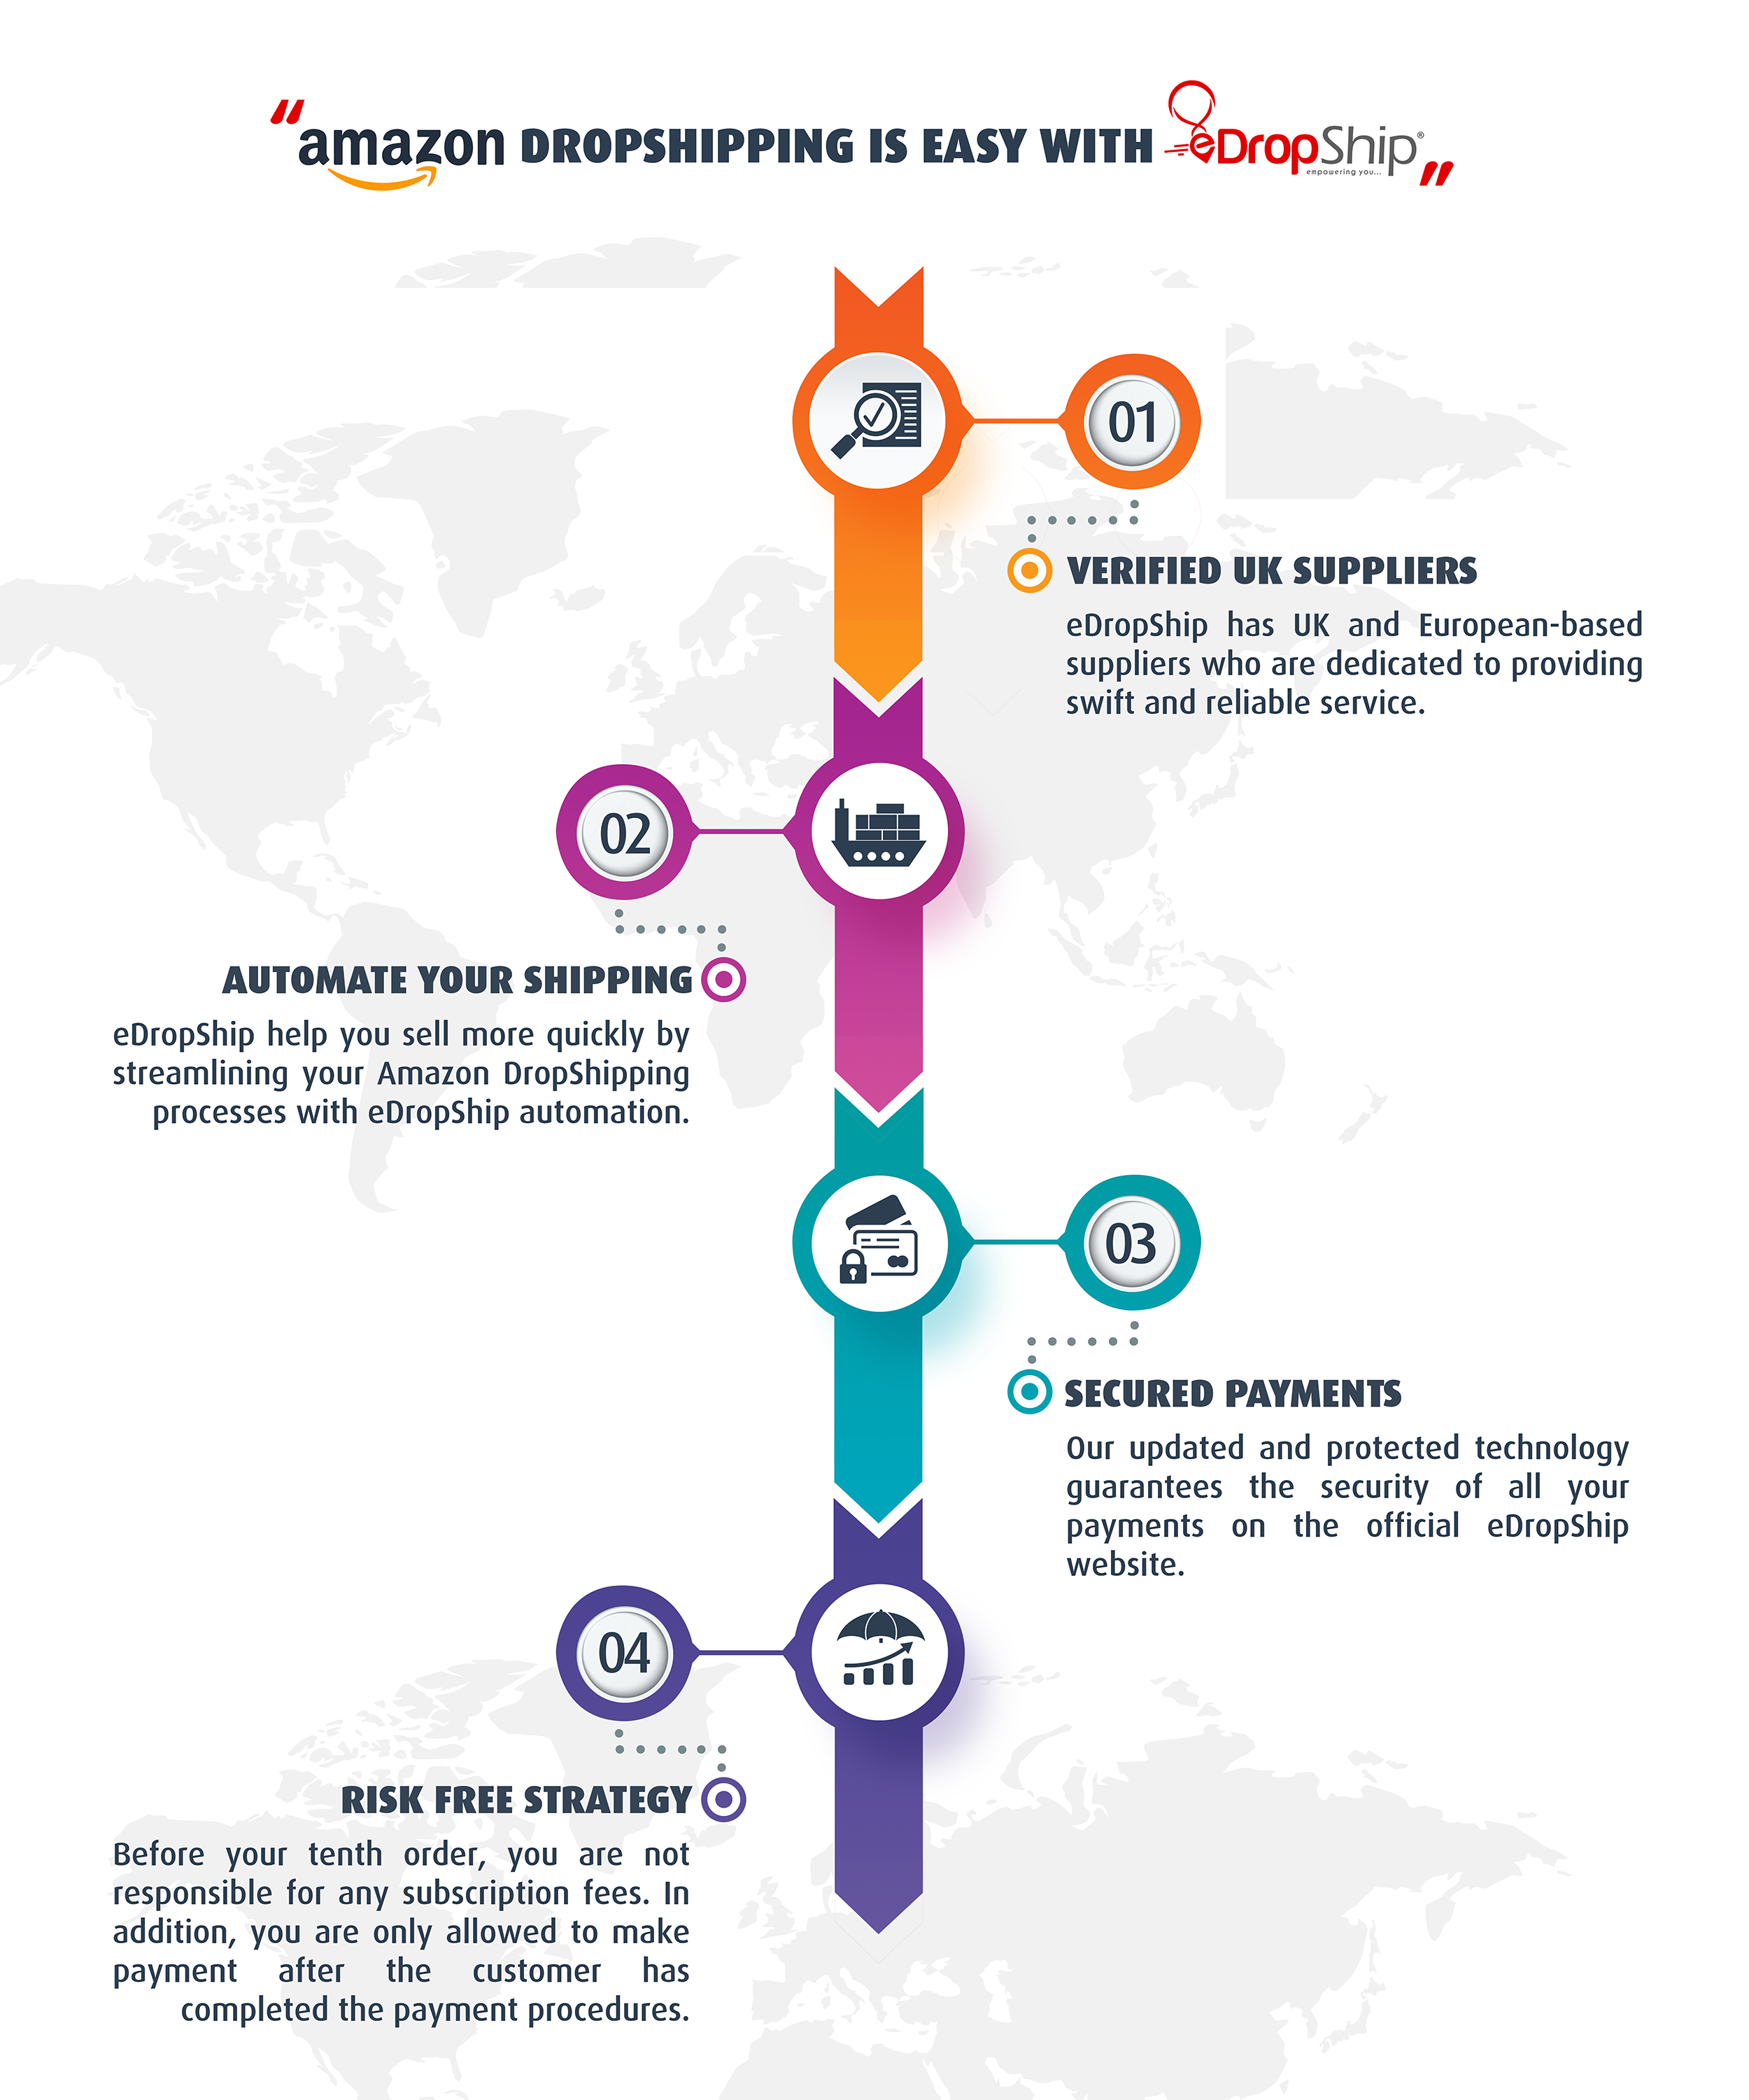 “amazon DROPSHIPPING IS EASY WITH eDropShip® ”
empowering you...
01
VERIFIED UK SUPPLIERS
eDropShip has UK and European-based
suppliers who are dedicated to providing
swift and reliable service.
02
AUTOMATE YOUR SHIPPING
eDropShip help you sell more quickly by
streamlining your Amazon DropShipping
processes with eDropShip automation.
03
SECURED PAYMENTS
Our updated and protected technology
guarantees the security of all your
payments on the official eDropShip
website.
04
RISK FREE STRATEGY
Before your tenth order, you are not
responsible for any subscription fees. In
addition, you are only allowed to make
payment after the customer has
completed the payment procedures.